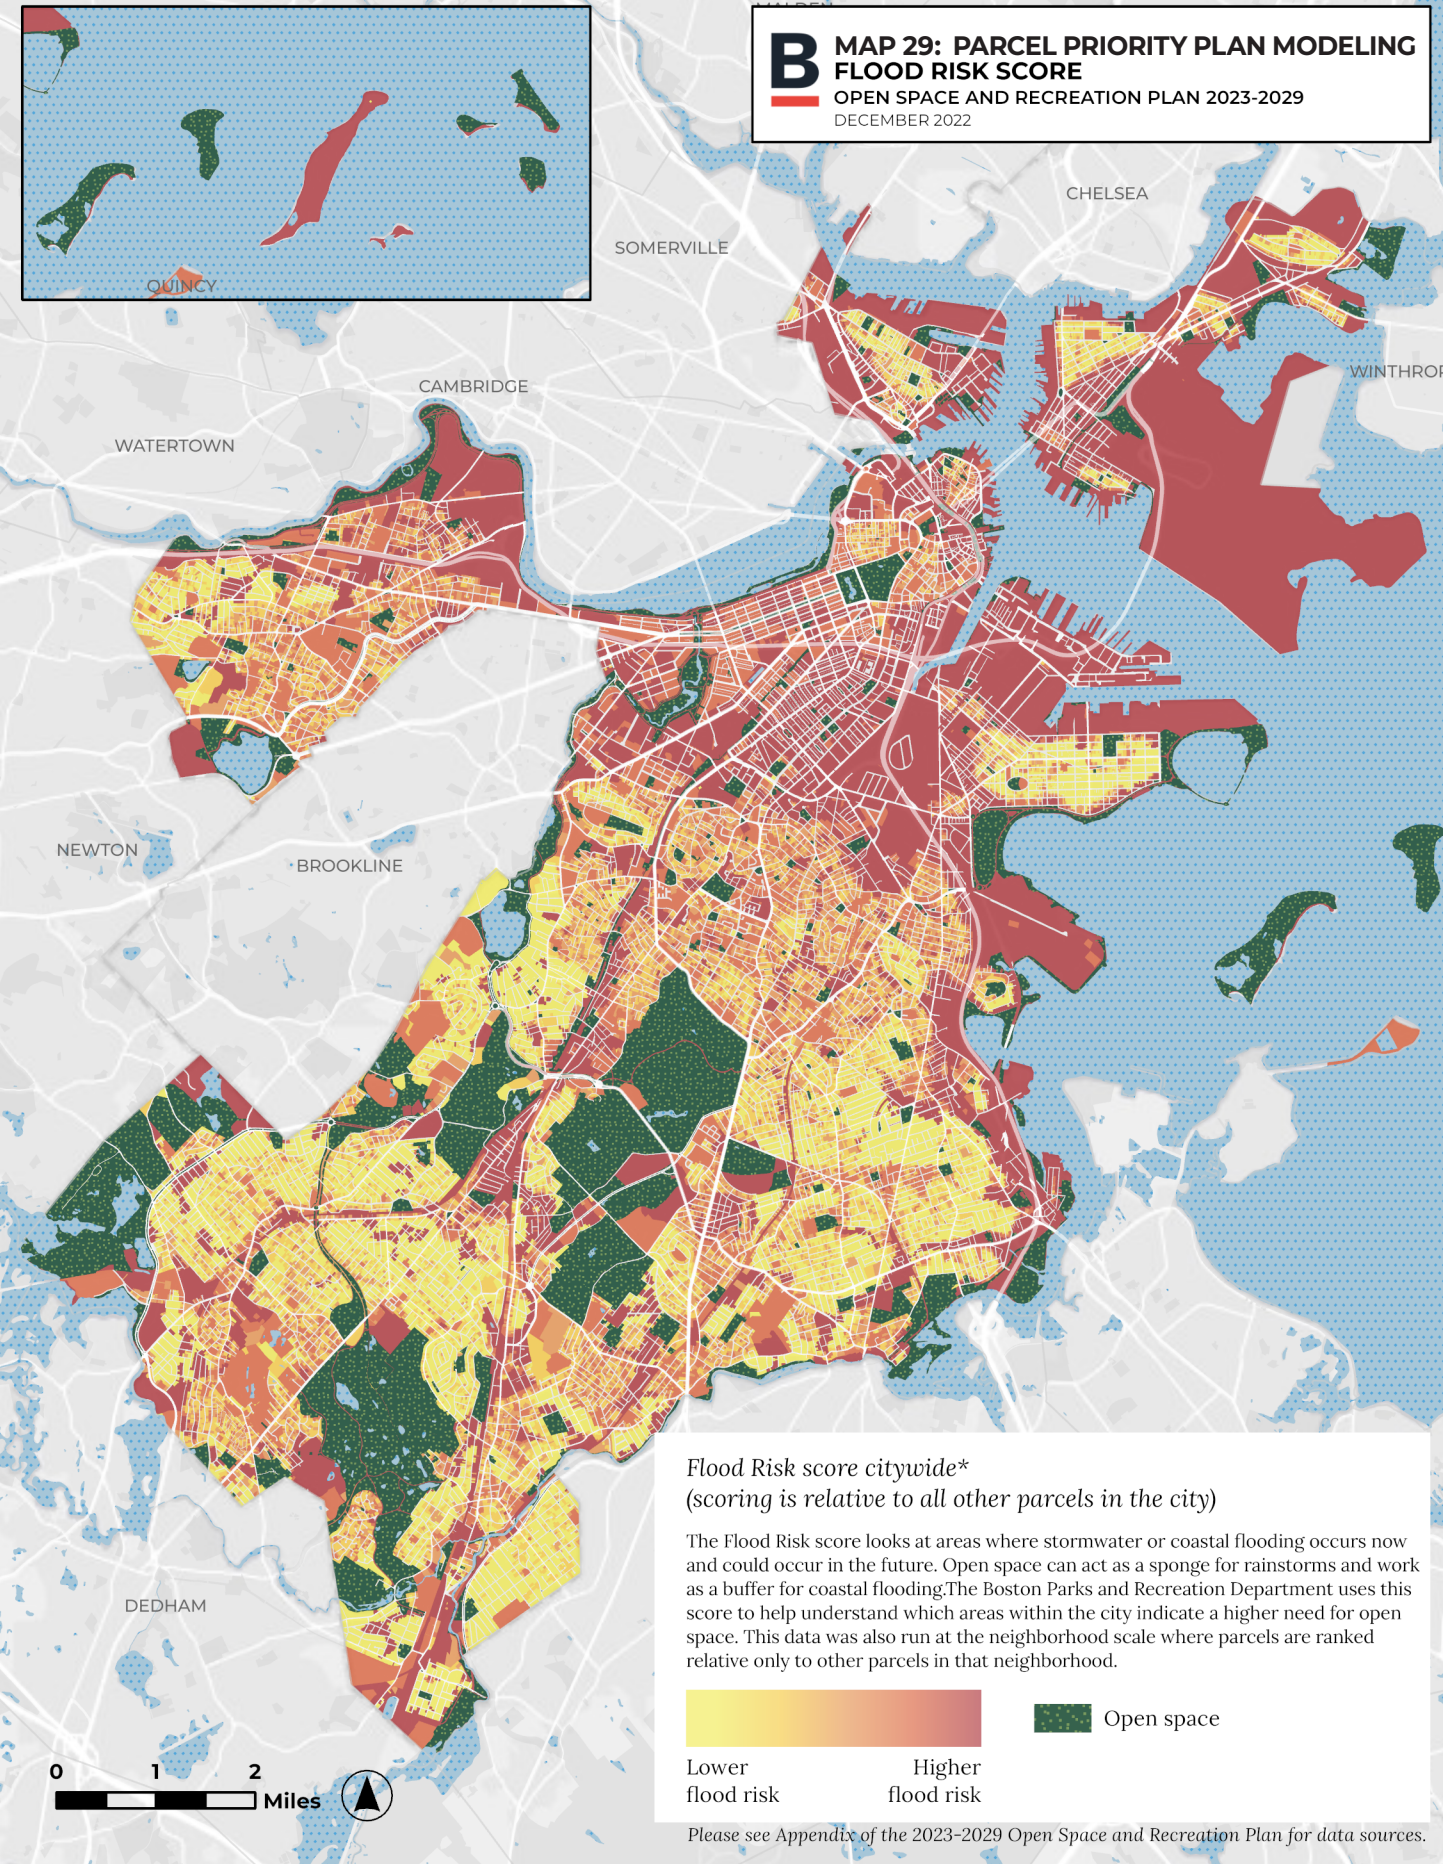 MALDEN
B
MAP 29: PARCEL PRIORITY PLAN MODELING
FLOOD RISK SCORE
OPEN SPACE AND RECREATION PLAN 2023-2029
DECEMBER 2022
CHELSEA
SOMERVILLE
QUINCY
WINTHROP
CAMBRIDGE
WATERTOWN
NEWTON
BROOKLINE
DEDHAM
Flood Risk score citywide*
(scoring is relative to all other parcels in the city)
The Flood Risk score looks at areas where stormwater or coastal flooding occurs now
and could occur in the future. Open space can act as a sponge for rainstorms and work
as a buffer for coastal flooding.The Boston Parks and Recreation Department uses this
score to help understand which areas within the city indicate a higher need for open
space. This data was also run at the neighborhood scale where parcels are ranked
relative only to other parcels in that neighborhood.
Open space
Lower
flood risk
Higher
flood risk
0 1 2
Miles
Please see Appendix of the 2023-2029 Open Space and Recreation Plan for data sources.